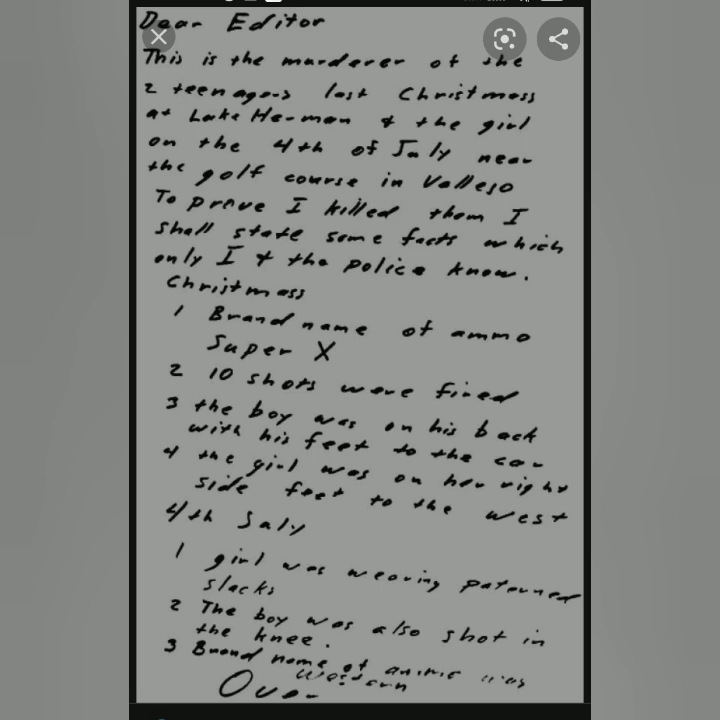 Dear Editor
This is the murderer of the
2 teenagers last Christmass
at Lake Herman & the girl
on the 4th of July near
the golf course in Vallejo
To prove I killed them I
shall state some facts which
only I & the police know.
Christmass
1 Brand name of ammo
Super X
2 10 shots were fired
3 the boy was on his back
with his feet to the car
4 the girl was on her right
side feet to the west
4th July
1 girl was wearing paterned
slacks
2 The boy was also shot in
the knee.
3 Brand name of ammo was
Western
Over